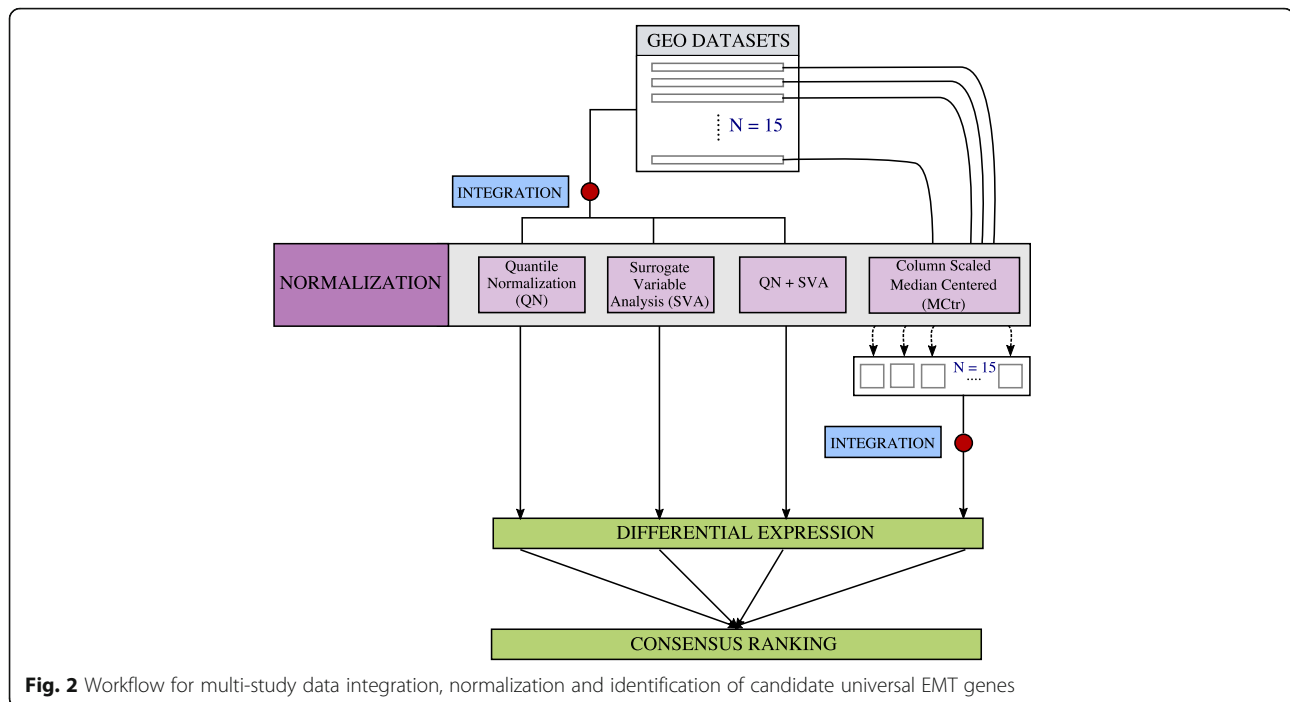 GEO DATASETS
N = 15
INTEGRATION
NORMALIZATION
Quantile
Normalization
(QN)
Surrogate
Variable
Analysis (SVA)
QN + SVA
Column Scaled
Median Centered
(MCtr)
N = 15
INTEGRATION
DIFFERENTIAL EXPRESSION
CONSENSUS RANKING
Fig. 2 Workflow for multi-study data integration, normalization and identification of candidate universal EMT genes